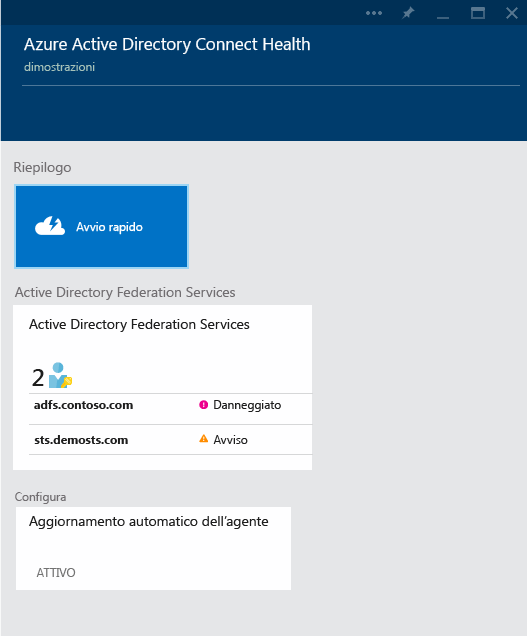 Azure Active Directory Connect Health
dimostrazioni
Riepilogo
Avvio rapido
Active Directory Federation Services
Active Directory Federation Services
2
adfs.contoso.com Danneggiato
sts.demosts.com Avviso
Configura
Aggiornamento automatico dell'agente
ATTIVO